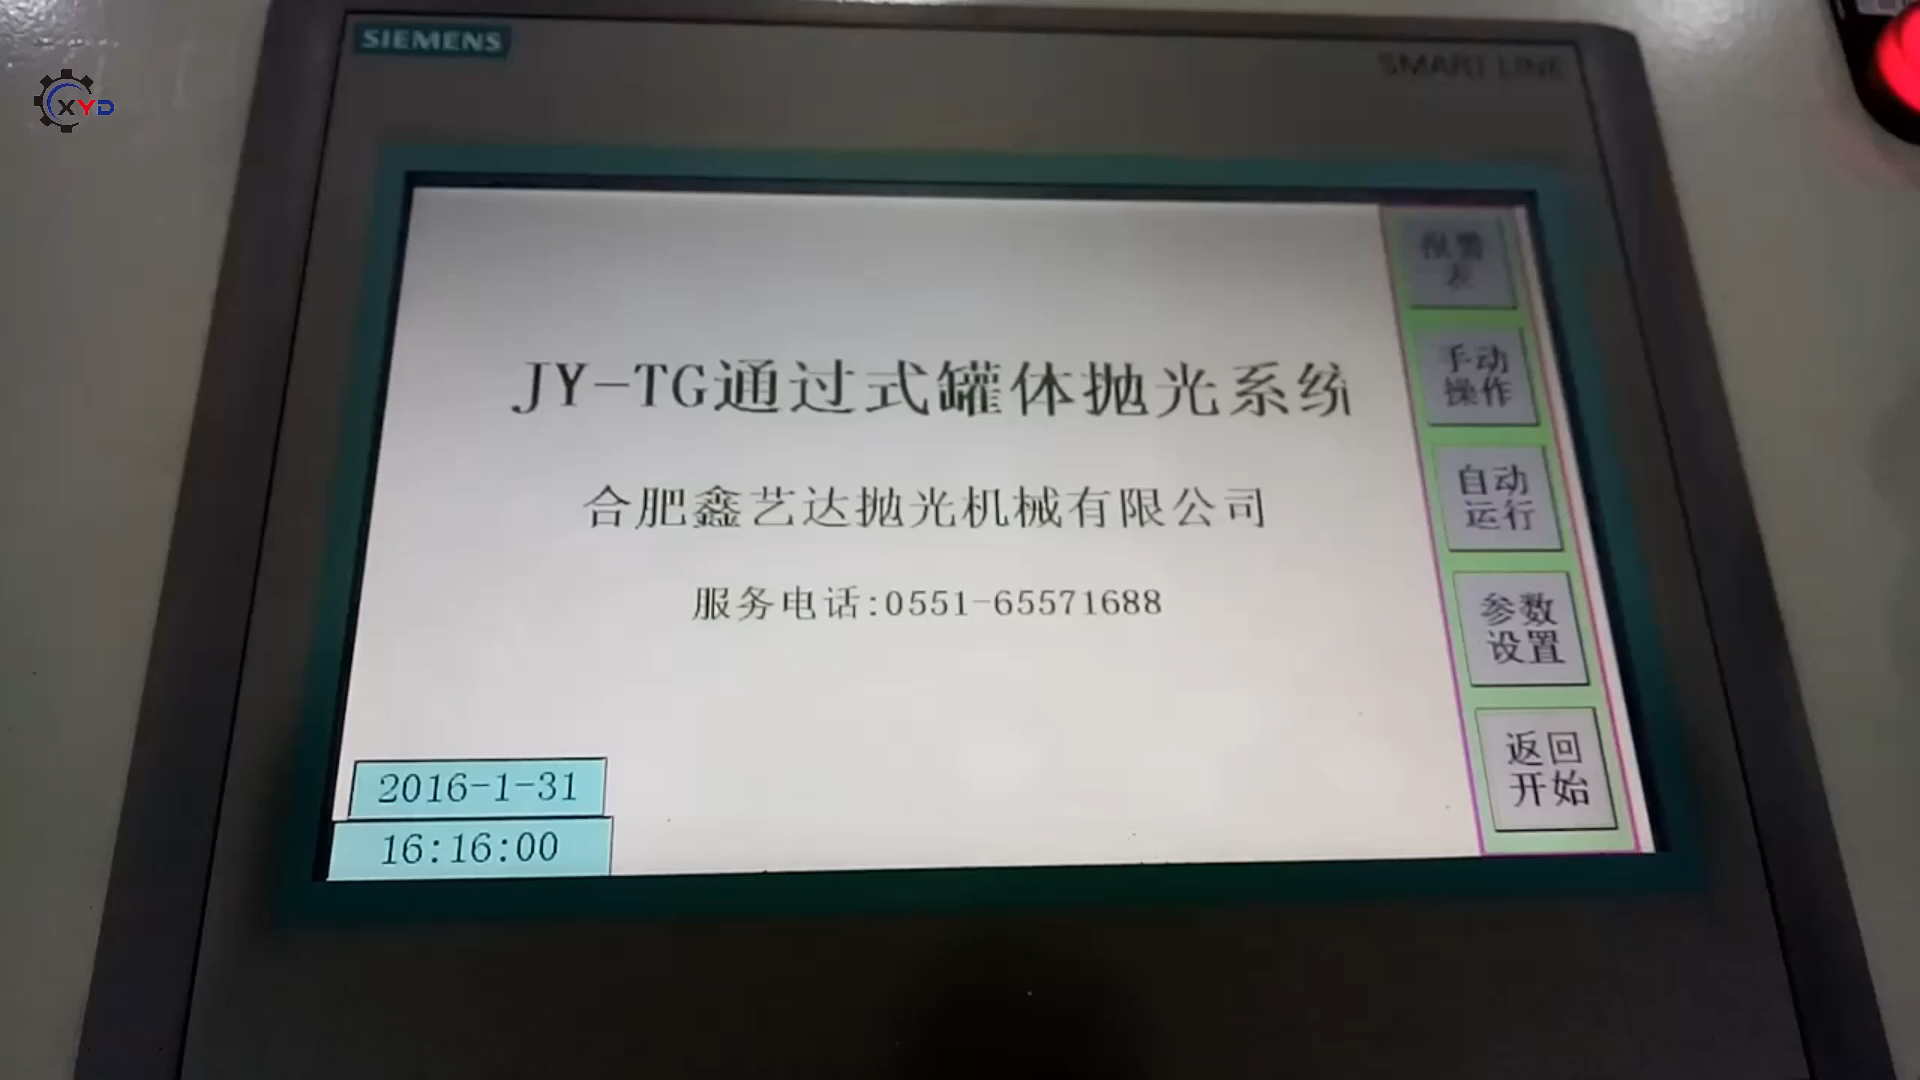 SIEMENS
SMART LINE
XYD
JY-TG通过式罐体抛光系统
合肥鑫艺达抛光机械有限公司
服务电话:0551-65571688
2016-1-31
16:16:00
报警
表
手动
操作
自动
运行
参数
设置
返回
开始